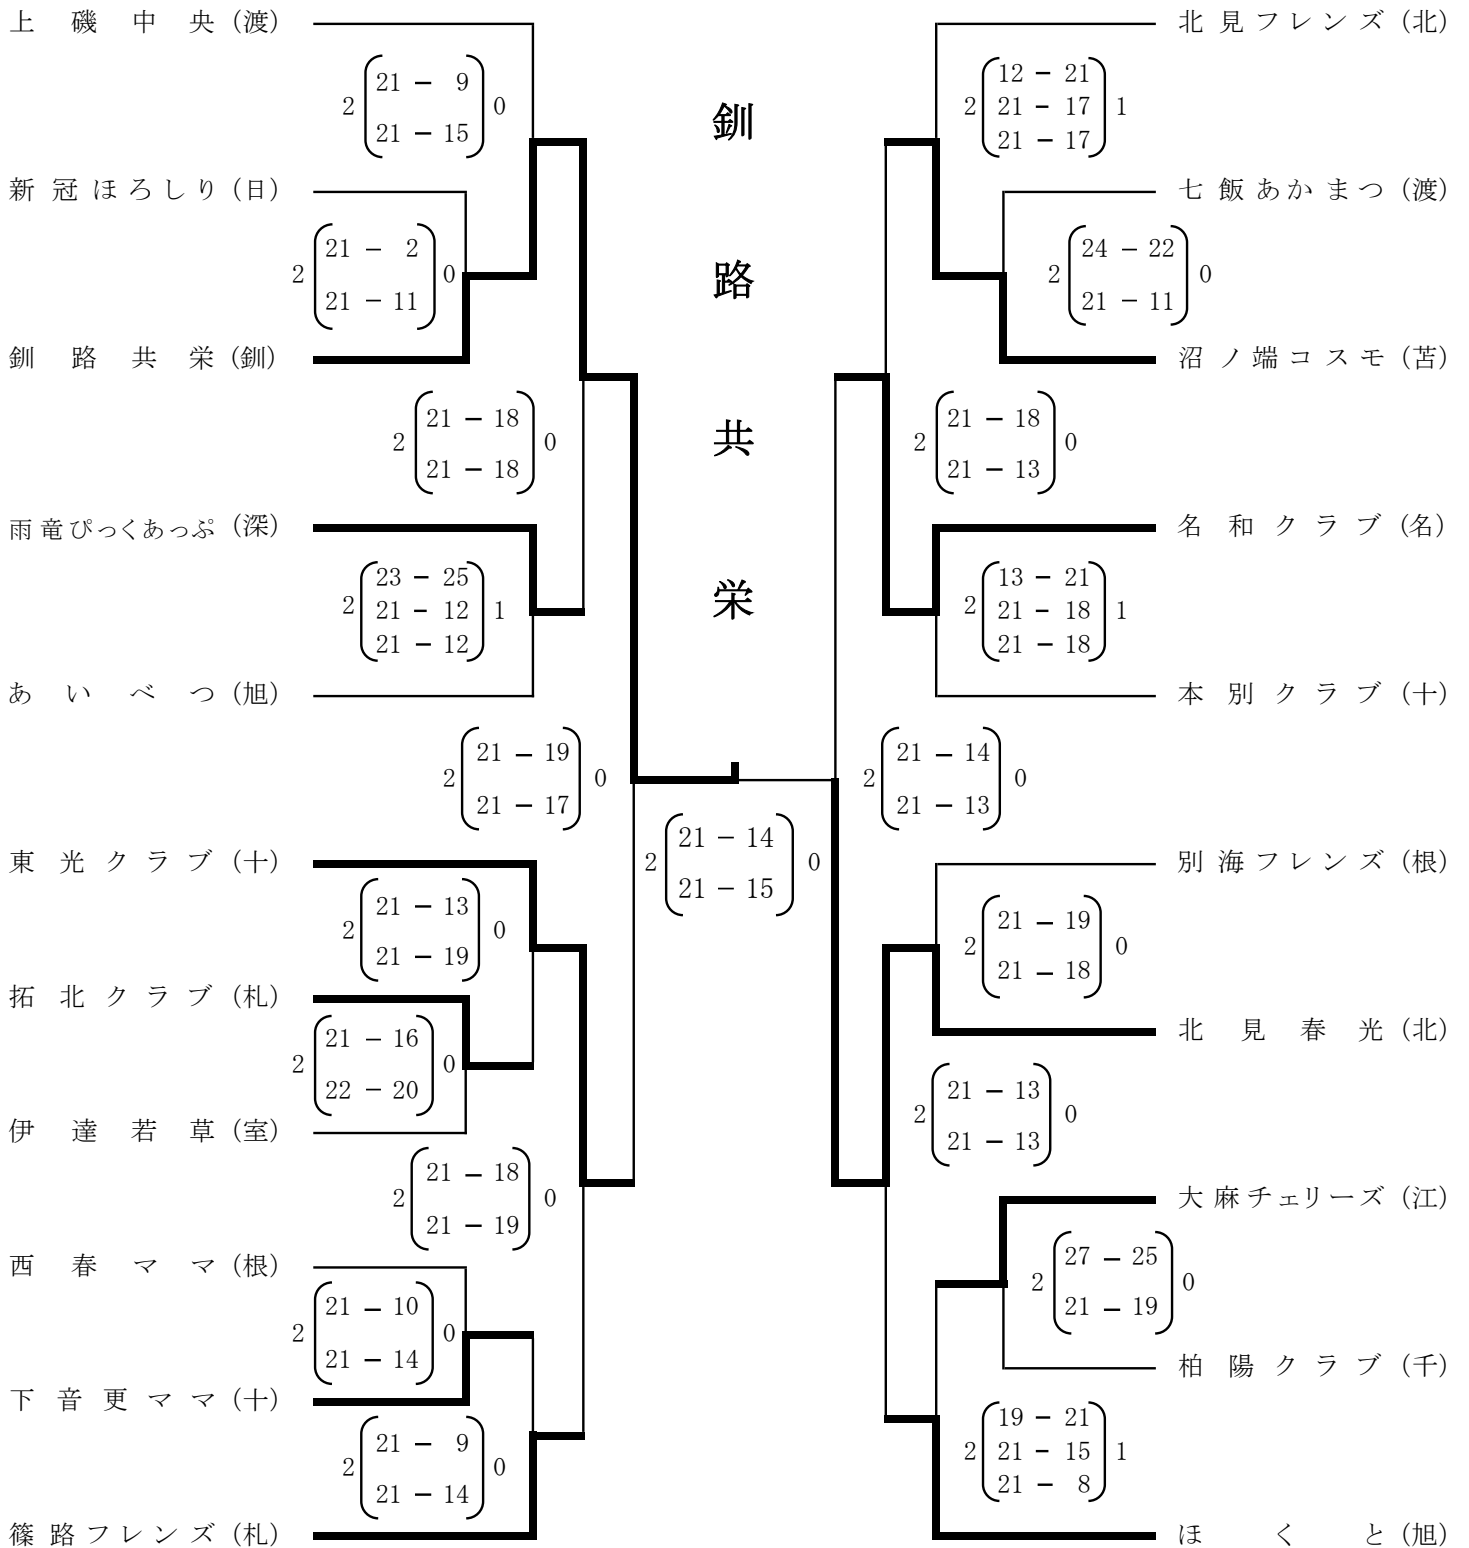 上磯中央（渡）
2 21 － 9 0
21 － 15
新冠ほろしり（日）
2 21 － 2 0
21 － 11
釧路共栄（釧）
2 21 － 18 0
21 － 18
雨竜ぴっくあっぷ（深）
23 － 25
2 21 － 12 1
21 － 12
あいべつ（旭）
2 21 － 19 0
21 － 17
東光クラブ（十）
2 21 － 13 0
21 － 19
拓北クラブ（札）
2 21 － 16 0
22 － 20
伊達若草（室）
2 21 － 18 0
21 － 19
西春ママ（根）
2 21 － 10 0
21 － 14
下音更ママ（十）
2 21 － 9 0
21 － 14
篠路フレンズ（札）
釧路共栄
2 21 － 14 0
21 － 15
北見フレンズ（北）
12 － 21
2 21 － 17 1
21 － 17
七飯あかまつ（渡）
2 24 － 22 0
21 － 11
沼ノ端コスモ（苫）
2 21 － 18 0
21 － 13
名和クラブ（名）
13 － 21
2 21 － 18 1
21 － 18
本別クラブ（十）
2 21 － 14 0
21 － 13
別海フレンズ（根）
2 21 － 19 0
21 － 18
北見春光（北）
2 21 － 13 0
21 － 13
大麻チェリーズ（江）
2 27 － 25 0
21 － 19
柏陽クラブ（千）
19 － 21
2 21 － 15 1
21 － 8
ほくと（旭）